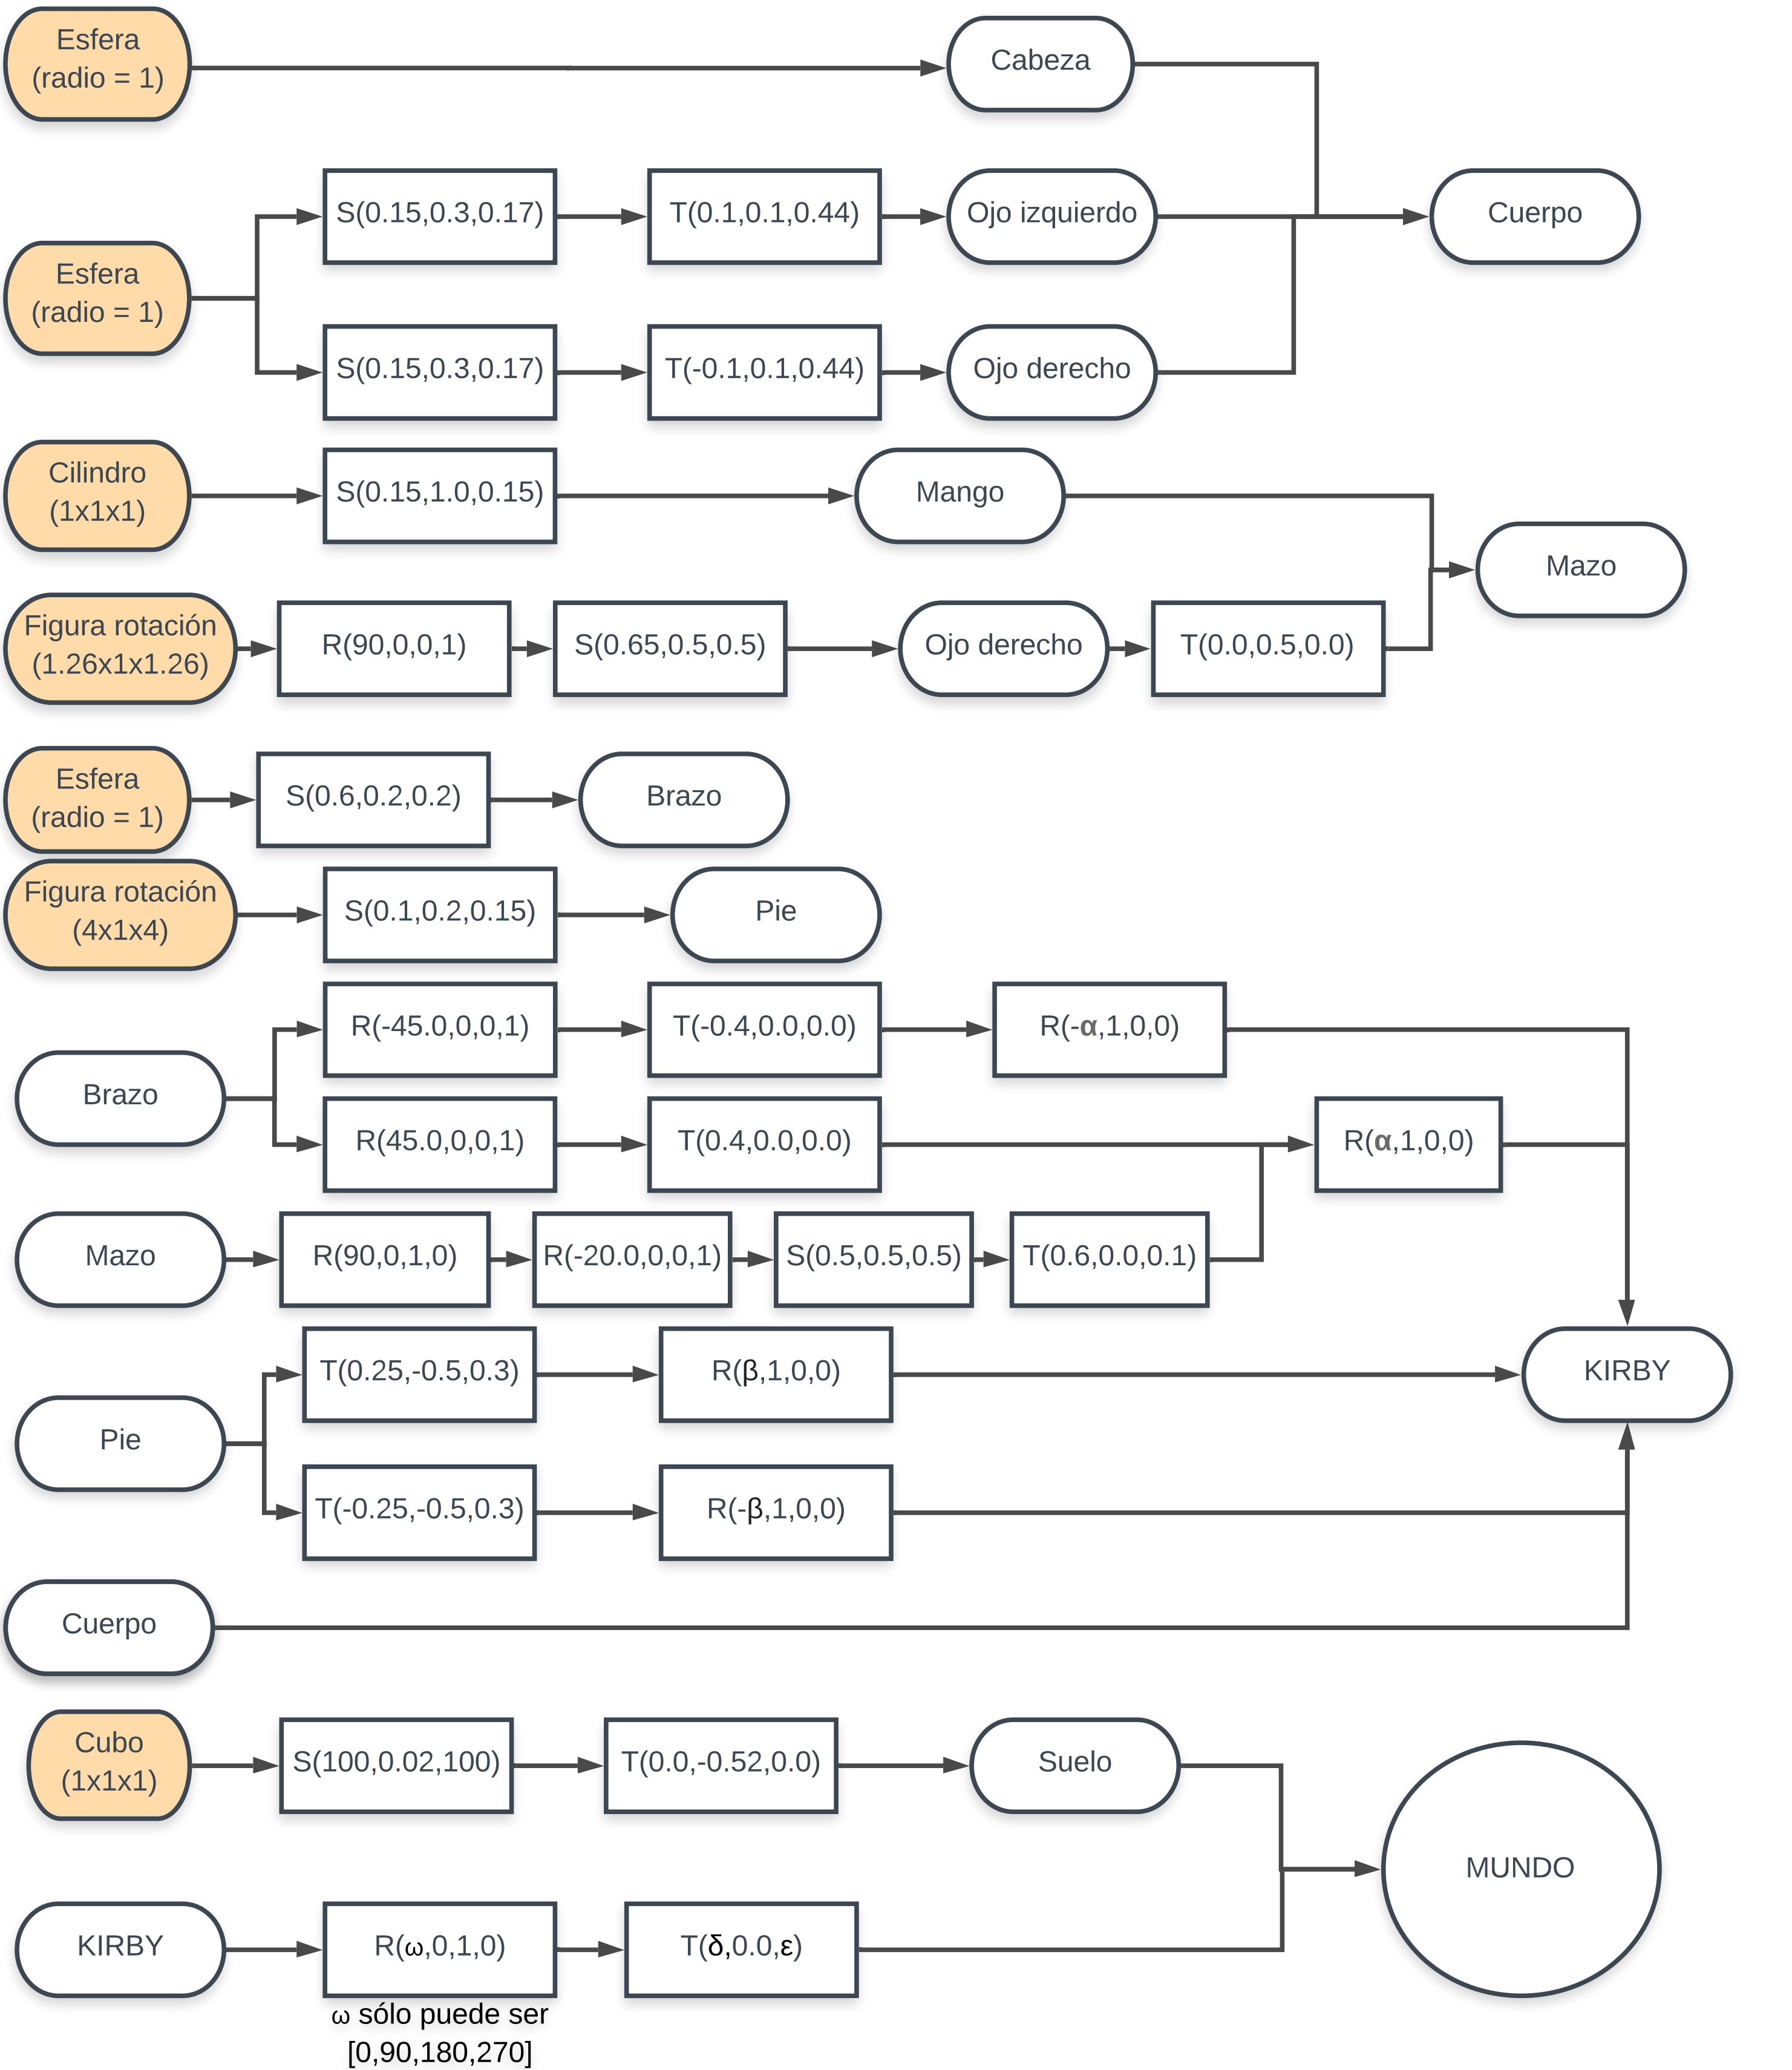 Esfera
(radio = 1)
Cabeza
S(0.15,0.3,0.17)
T(0.1,0.1,0.44)
Ojo izquierdo
Cuerpo
Esfera
(radio = 1)
S(0.15,0.3,0.17)
T(-0.1,0.1,0.44)
Ojo derecho
Cilindro
(1x1x1)
S(0.15,1.0,0.15)
Mango
Mazo
Figura rotación
(1.26x1x1.26)
R(90,0,0,1)
S(0.65,0.5,0.5)
Ojo derecho
T(0.0,0.5,0.0)
Esfera
(radio = 1)
S(0.6,0.2,0.2)
Brazo
Figura rotación
(4x1x4)
S(0.1,0.2,0.15)
Pie
R(-45.0,0,0,1)
T(-0.4,0.0,0.0)
R(-α,1,0,0)
Brazo
R(45.0,0,0,1)
T(0.4,0.0,0.0)
R(α,1,0,0)
Mazo
R(90,0,1,0)
R(-20.0,0,0,1)
S(0.5,0.5,0.5)
T(0.6,0.0,0.1)
T(0.25,-0.5,0.3)
R(β,1,0,0)
KIRBY
Pie
T(-0.25,-0.5,0.3)
R(-β,1,0,0)
Cuerpo
Cubo
(1x1x1)
S(100,0.02,100)
T(0.0,-0.52,0.0)
Suelo
MUNDO
KIRBY
R(ω,0,1,0)
T(δ,0.0,ε)
ω sólo puede ser
[0,90,180,270]